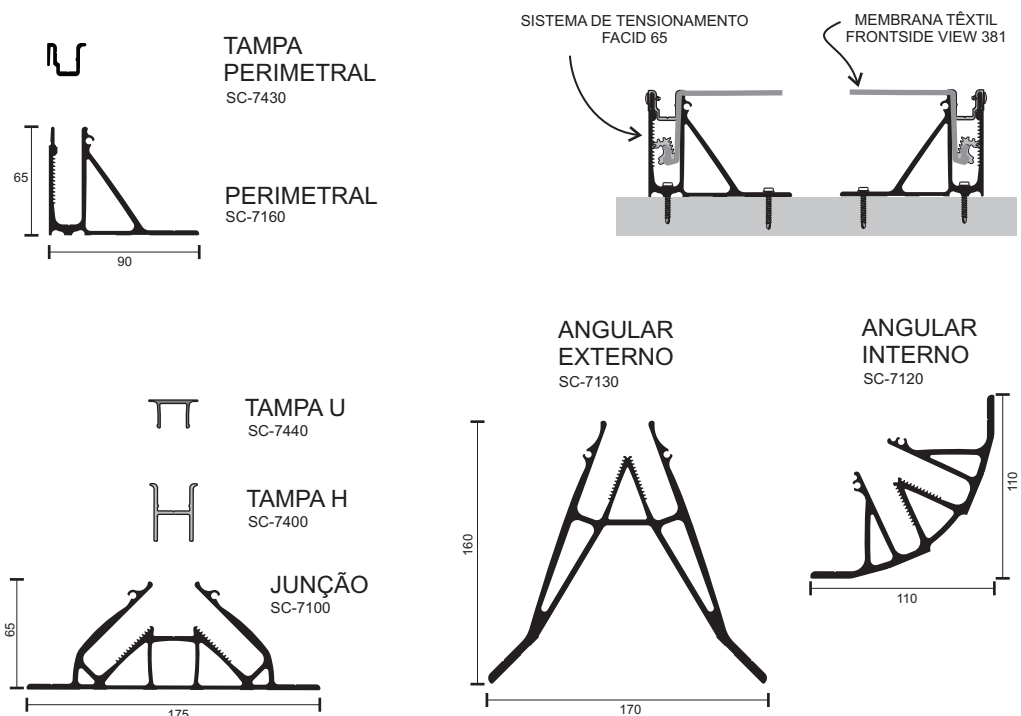 TAMPA
PERIMETRAL
SC-7430
65
PERIMETRAL
SC-7160
90
SISTEMA DE TENSIONAMENTO
FACID 65
MEMBRANA TÊXTIL
FRONTSIDE VIEW 381
TAMPA U
SC-7440
TAMPA H
SC-7400
JUNÇÃO
SC-7100
65
175
ANGULAR
EXTERNO
SC-7130
160
170
ANGULAR
INTERNO
SC-7120
110
110